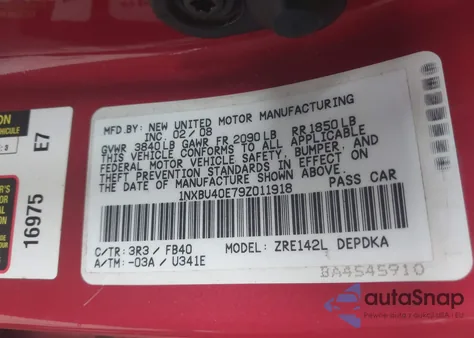 MFD.BY: NEW UNITED MOTOR MANUFACTURING
INC. 02/08
GVWR 3840LB GAWR FR 2090LB RR1850LB
THIS VEHICLE CONFORMS TO ALL APPLICABLE
FEDERAL MOTOR VEHICLE SAFETY, BUMPER, AND
THEFT PREVENTION STANDARDS IN EFFECT ON
THE DATE OF MANUFACTURE SHOWN ABOVE.
1NXBU40E79Z011918 PASS CAR
C/TR: 3R3 / FB40 MODEL: ZRE142L DEPDKA
A/TM: -03A / U341E
BA4545910
E7
16975
autoSnap